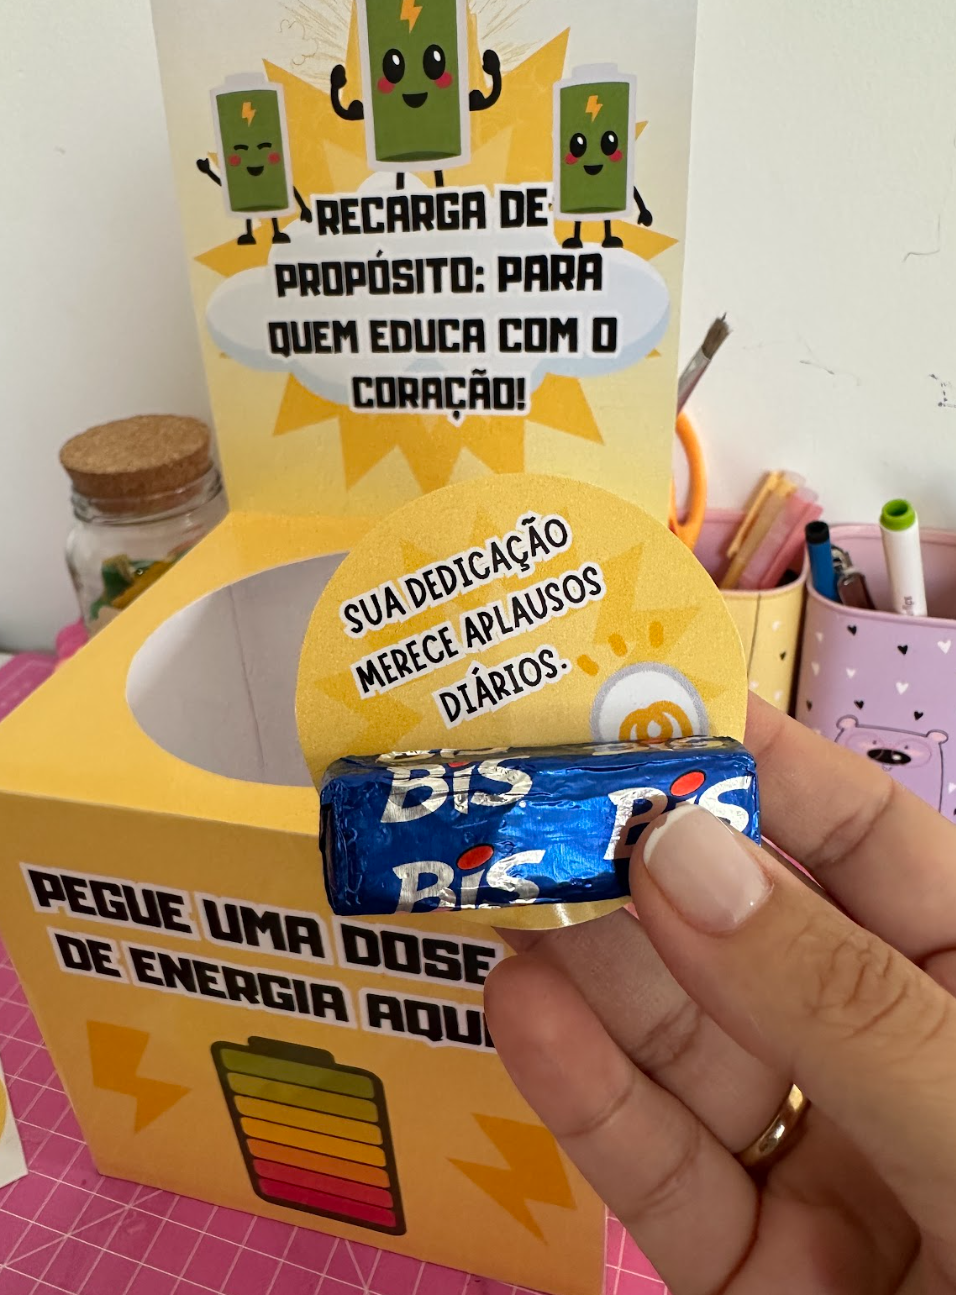 RECARGA DE
PROPÓSITO: PARA
QUEM EDUCA COM O
CORAÇÃO!
SUA DEDICAÇÃO
MERECE APLAUSOS
DIÁRIOS.
BIS
BIS
BIS
PEGUE UMA DOSE
DE ENERGIA AQUI